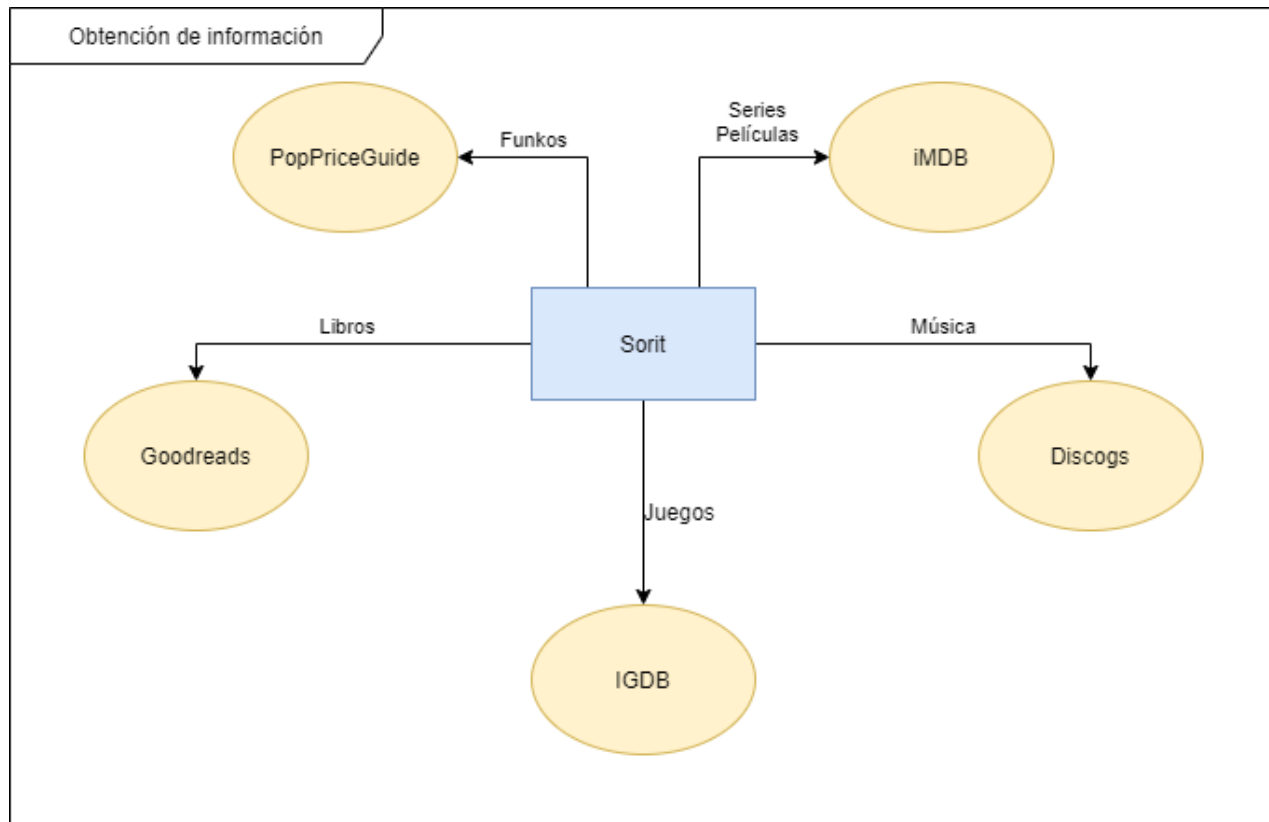 Obtención de información
PopPriceGuide
Funkos
Series
Películas
iMDB
Libros
Sorit
Música
Goodreads
Discogs
Juegos
IGDB